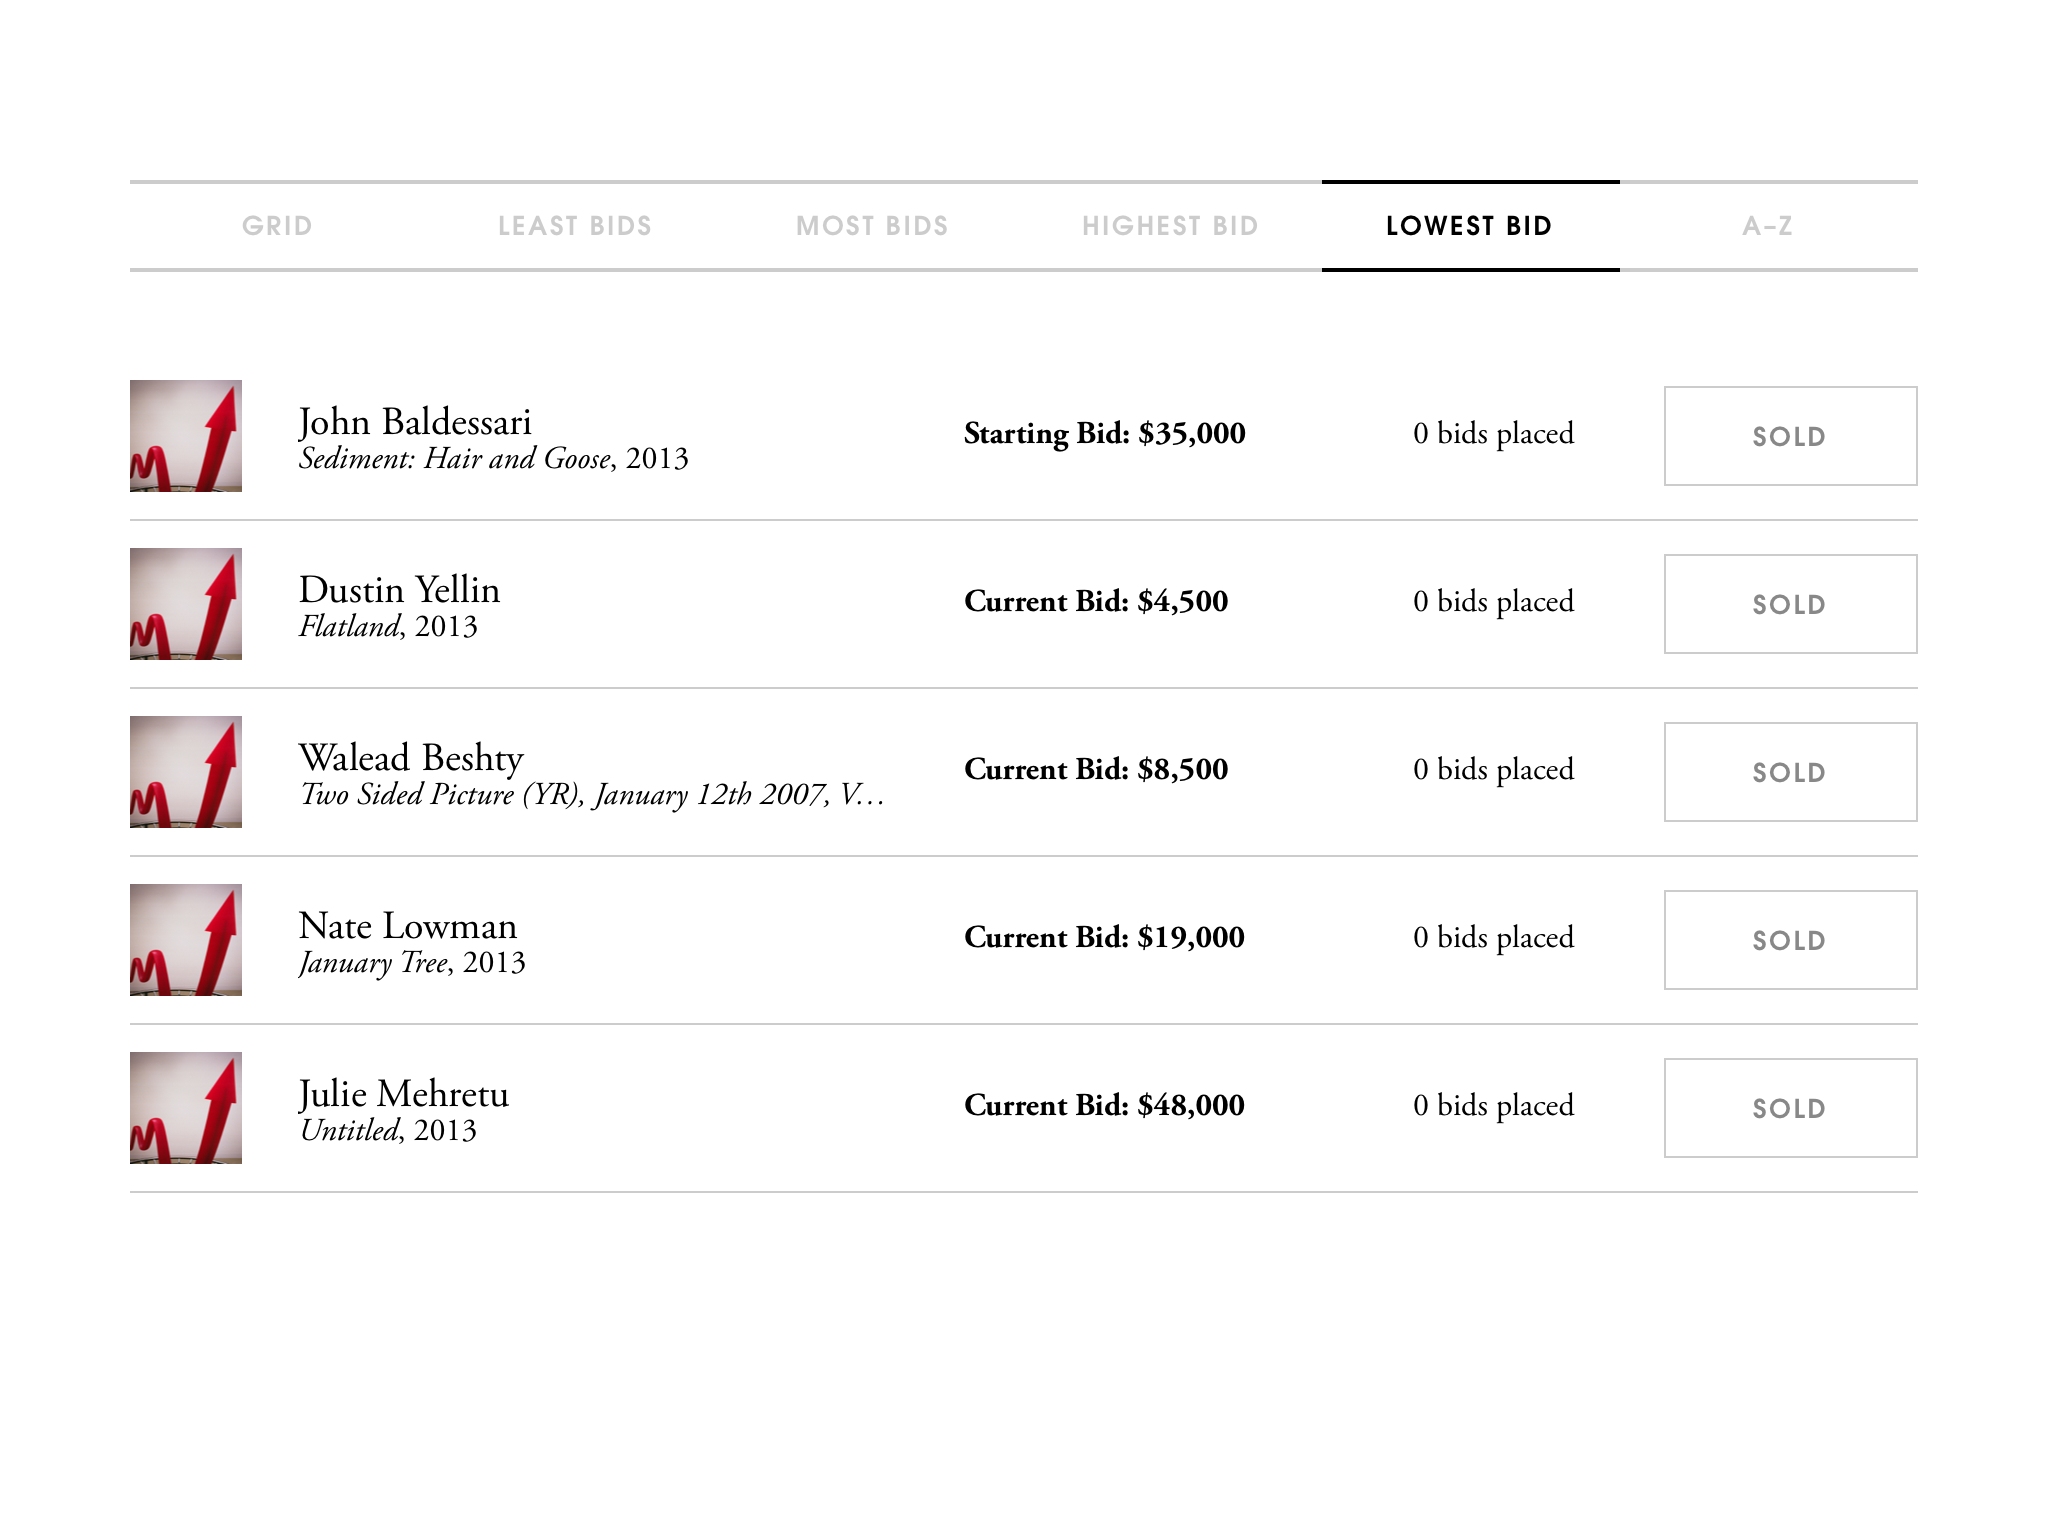 GRID LEAST BIDS MOST BIDS HIGHEST BID LOWEST BID A–Z
John Baldessari
Sediment: Hair and Goose, 2013
Starting Bid: $35,000
0 bids placed
SOLD
Dustin Yellin
Flatland, 2013
Current Bid: $4,500
0 bids placed
SOLD
Walead Beshty
Two Sided Picture (YR), January 12th 2007, V…
Current Bid: $8,500
0 bids placed
SOLD
Nate Lowman
January Tree, 2013
Current Bid: $19,000
0 bids placed
SOLD
Julie Mehretu
Untitled, 2013
Current Bid: $48,000
0 bids placed
SOLD